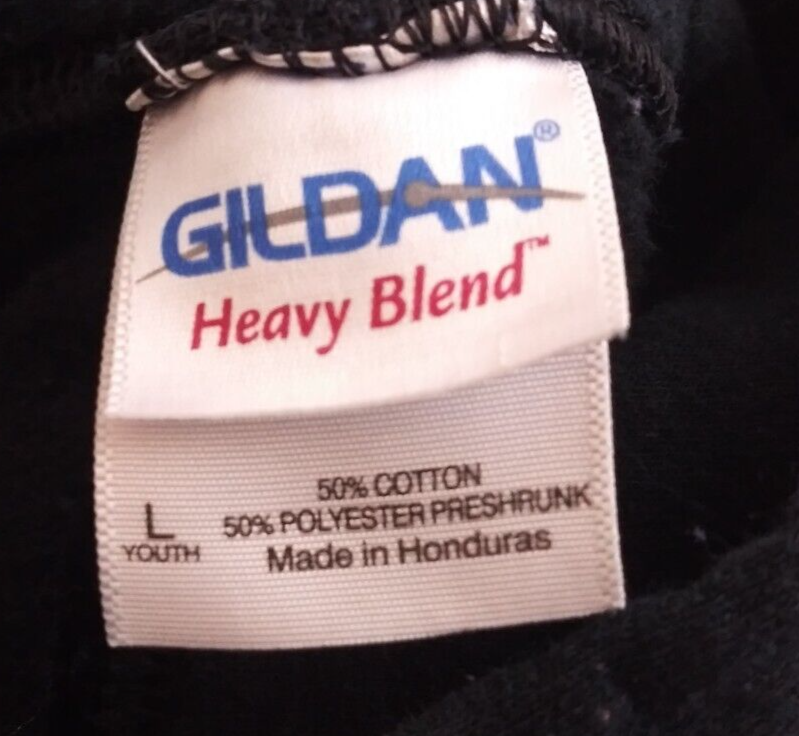 GILDAN®
Heavy Blend™
50% COTTON
50% POLYESTER PRESHRUNK
Made in Honduras
L
YOUTH